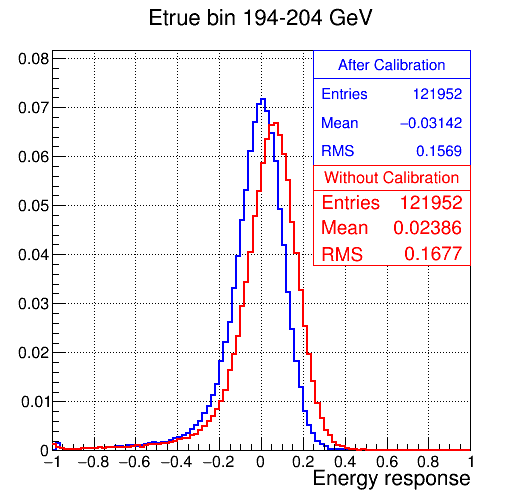 Etrue bin 194-204 GeV
After Calibration
Entries 121952
Mean −0.03142
RMS 0.1569
Without Calibration
Entries 121952
Mean 0.02386
RMS 0.1677
0.08
0.07
0.06
0.05
0.04
0.03
0.02
0.01
0
−1 −0.8 −0.6 −0.4 −0.2 0 0.2 0.4 0.6 0.8 1
Energy response